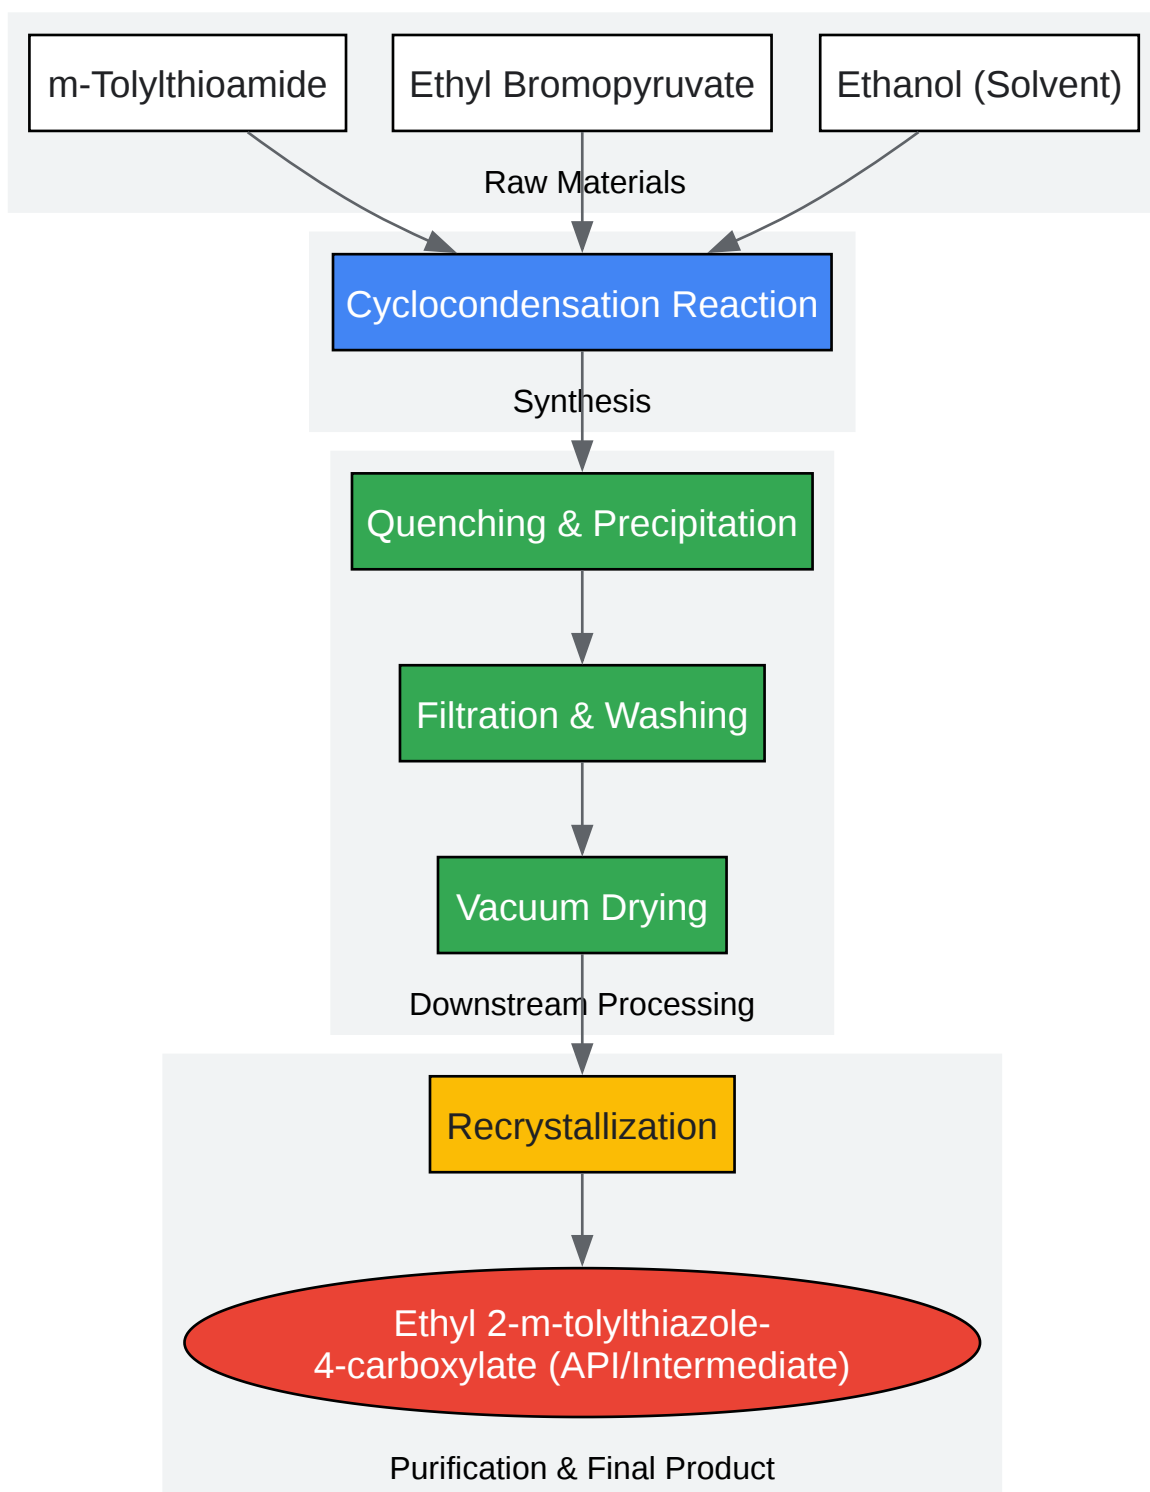 m-Tolylthioamide
Ethyl Bromopyruvate
Ethanol (Solvent)
Raw Materials
Cyclocondensation Reaction
Synthesis
Quenching & Precipitation
Filtration & Washing
Vacuum Drying
Downstream Processing
Recrystallization
Ethyl 2-m-tolylthiazole-
4-carboxylate (API/Intermediate)
Purification & Final Product